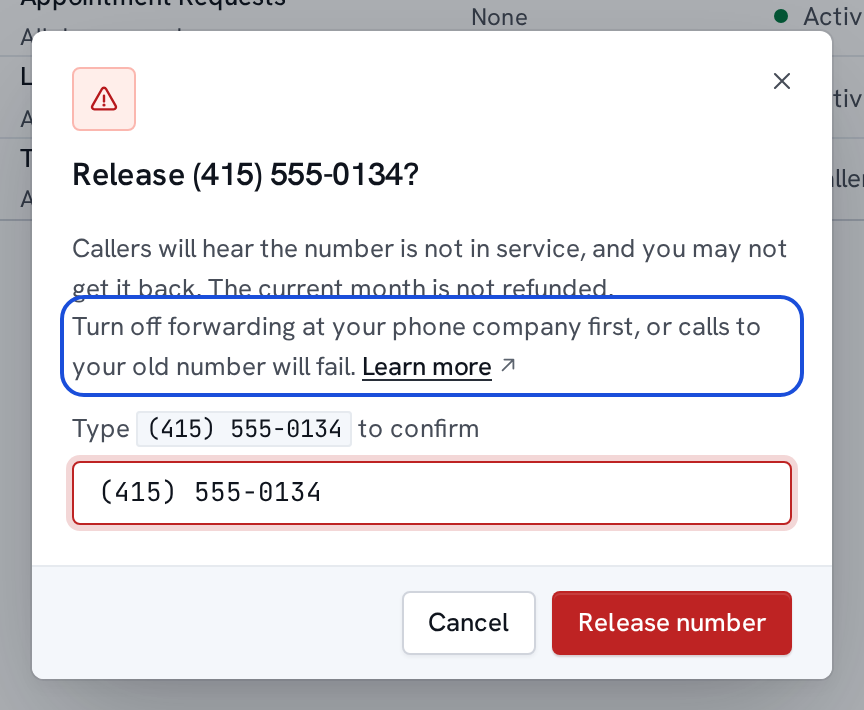 Appointment Requests
None
Activ
Release (415) 555-0134?
Callers will hear the number is not in service, and you may not
get it back. The current month is not refunded.
Turn off forwarding at your phone company first, or calls to
your old number will fail. Learn more
Type (415) 555-0134 to confirm
(415) 555-0134
Cancel
Release number